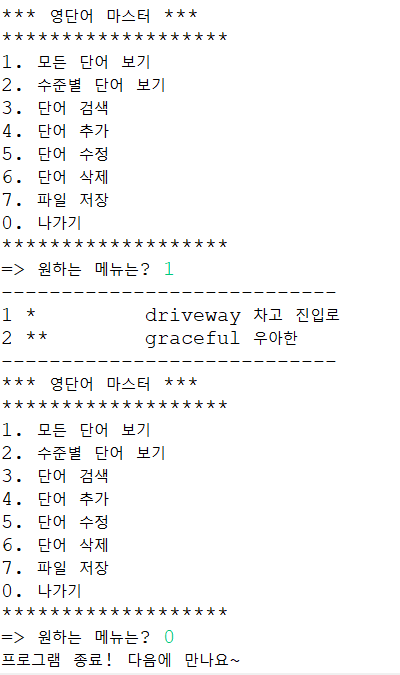 *** 영단어 마스터 ***
*******************
1. 모든 단어 보기
2. 수준별 단어 보기
3. 단어 검색
4. 단어 추가
5. 단어 수정
6. 단어 삭제
7. 파일 저장
0. 나가기
*******************
=> 원하는 메뉴는? 1
----------------------------
1 *         driveway 차고 진입로
2 **        graceful 우아한
----------------------------
*** 영단어 마스터 ***
*******************
1. 모든 단어 보기
2. 수준별 단어 보기
3. 단어 검색
4. 단어 추가
5. 단어 수정
6. 단어 삭제
7. 파일 저장
0. 나가기
*******************
=> 원하는 메뉴는? 0
프로그램 종료! 다음에 만나요~